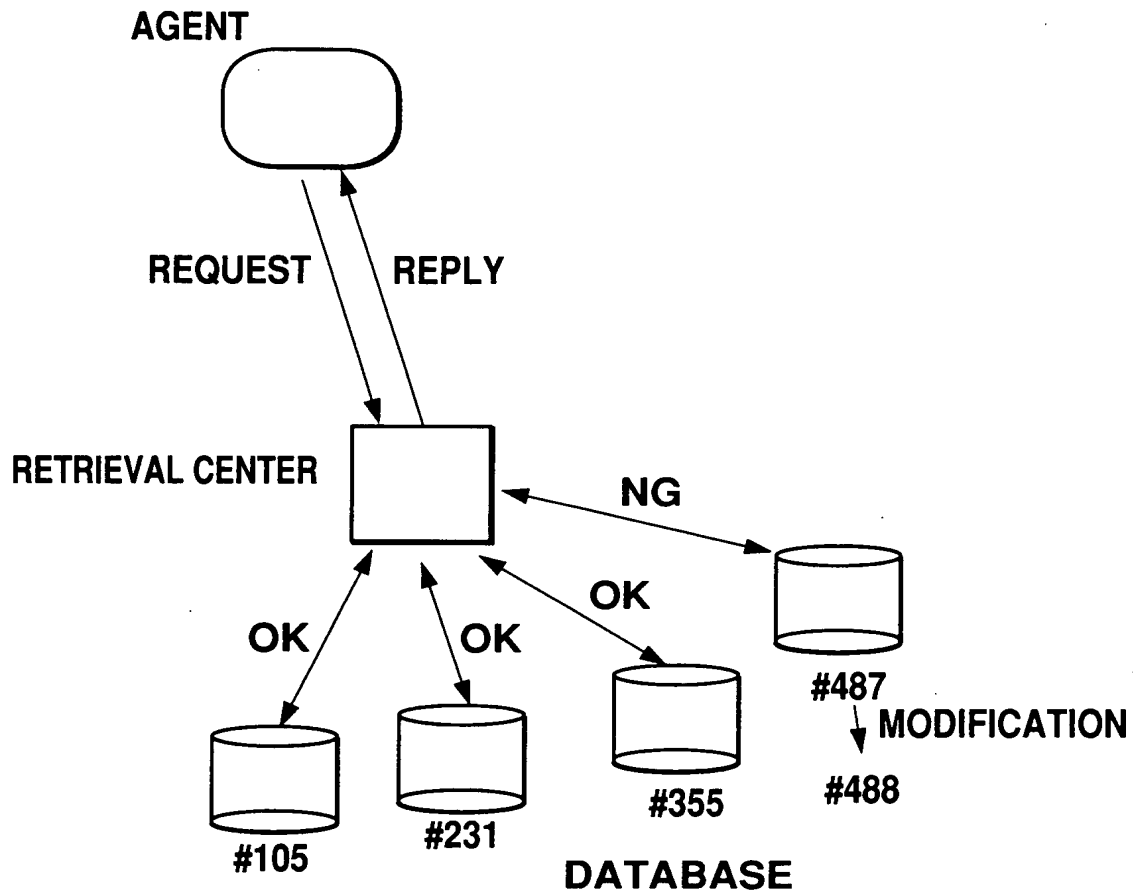 AGENT
REQUEST
REPLY
RETRIEVAL CENTER
NG
OK
OK
OK
#487
MODIFICATION
#488
#355
#231
#105
DATABASE